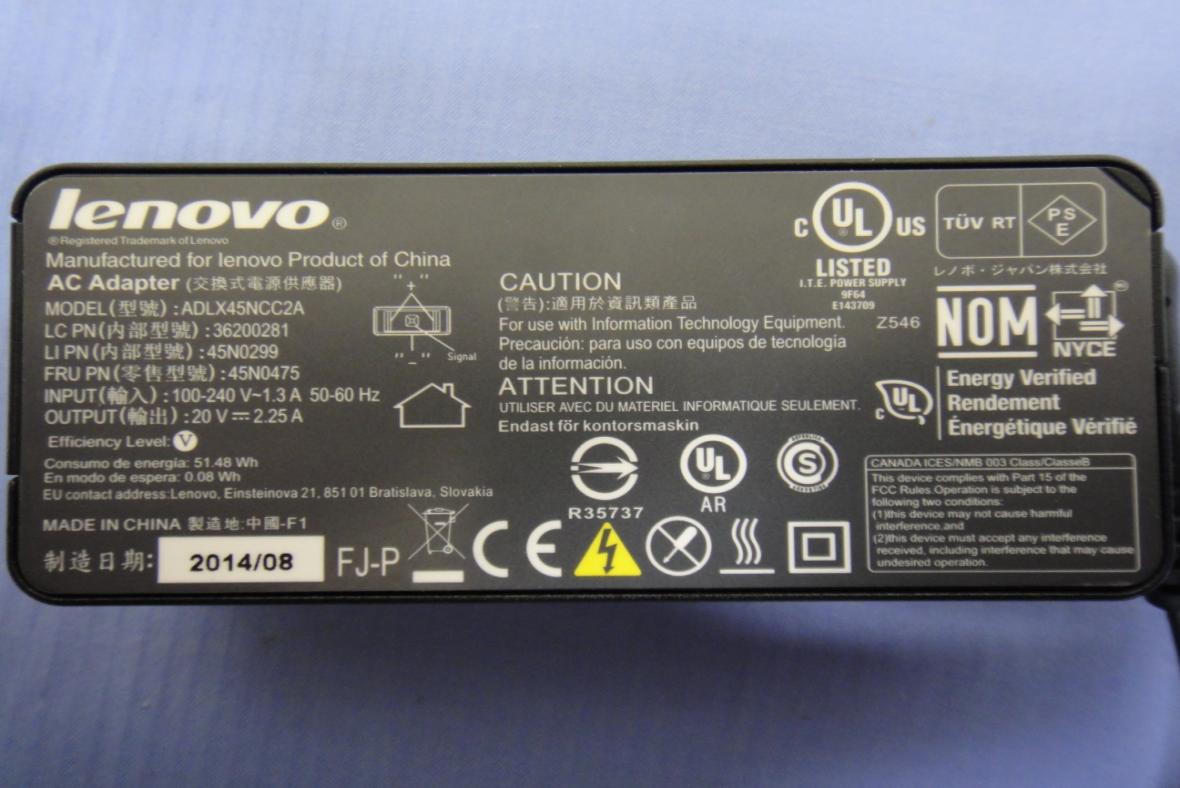 lenovo®
® Registered Trademark of Lenovo
Manufactured for lenovo Product of China
AC Adapter (交換式電源供應器)
MODEL(型號):ADLX45NCC2A
LC PN(内部型號):36200281
LI PN(内部型號):45N0299
FRU PN(零售型號):45N0475
INPUT(輸入):100-240 V~1.3 A 50-60 Hz
OUTPUT(輸出):20 V⎓2.25 A
Efficiency Level: V
Consumo de energía: 51.48 Wh
En modo de espera: 0.08 Wh
EU contact address:Lenovo, Einsteinova 21, 851 01 Bratislava, Slovakia
MADE IN CHINA 製造地:中國-F1
制造日期: 2014/08
FJ-P
" + "
" - "
Signal
CAUTION
(警告):適用於資訊類產品
For use with Information Technology Equipment.
Precaución: para uso con equipos de tecnología
de la información.
ATTENTION
UTILISER AVEC DU MATERIEL INFORMATIQUE SEULEMENT.
Endast för kontorsmaskin
R35737
UL
AR
S
CE
C UL US
LISTED
I.T.E. POWER SUPPLY
9F64
E143709
Z546
TÜV RT
PS
E
レノボ・ジャパン株式会社
NOM
NYCE
c UL
Energy Verified
Rendement
Énergétique Vérifié
CANADA ICES/NMB 003 Class/ClasseB
This device complies with Part 15 of the
FCC Rules.Operation is subject to the
following two conditions:
(1)this device may not cause harmful
interference,and
(2)this device must accept any interference
received, including interference that may cause
undesired operation.